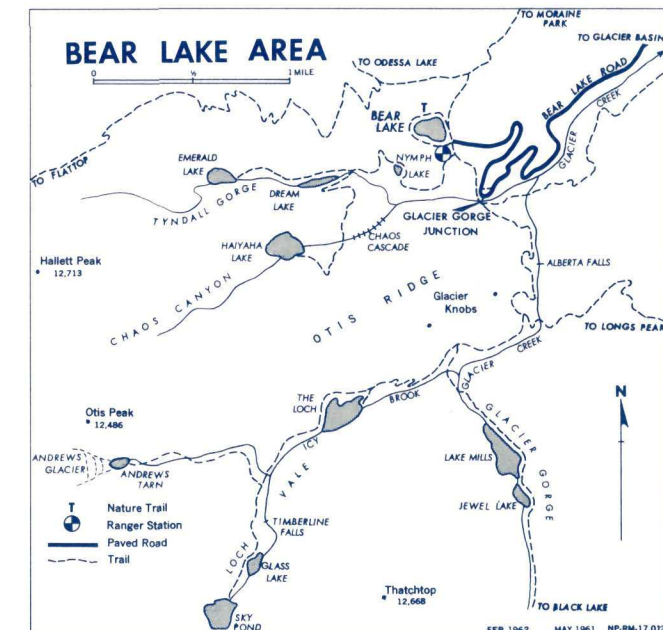 TO MORAINE
PARK
TO GLACIER BASIN
BEAR LAKE AREA
0 ½ 1 MILE
TO ODESSA LAKE
BEAR LAKE ROAD
GLACIER
CREEK
T
BEAR
LAKE
NYMPH
LAKE
EMERALD
LAKE
TO FLATTOP
TYNDALL GORGE
DREAM
LAKE
GLACIER GORGE
JUNCTION
CHAOS
CASCADE
HAIYAHA
LAKE
ALBERTA FALLS
Hallett Peak
12,713
CHAOS CANYON
OTIS RIDGE
Glacier
Knobs
TO LONGS PEAK
GLACIER CREEK
N
THE
LOCH
ICY BROOK
Otis Peak
12,486
GLACIER GORGE
LAKE MILLS
ANDREWS
GLACIER
ANDREWS
TARN
LOCH VALE
JEWEL LAKE
T Nature Trail
Ranger Station
Paved Road
Trail
TIMBERLINE
FALLS
GLASS
LAKE
Thatchtop
12,668
TO BLACK LAKE
SKY
POND
MAY 1961